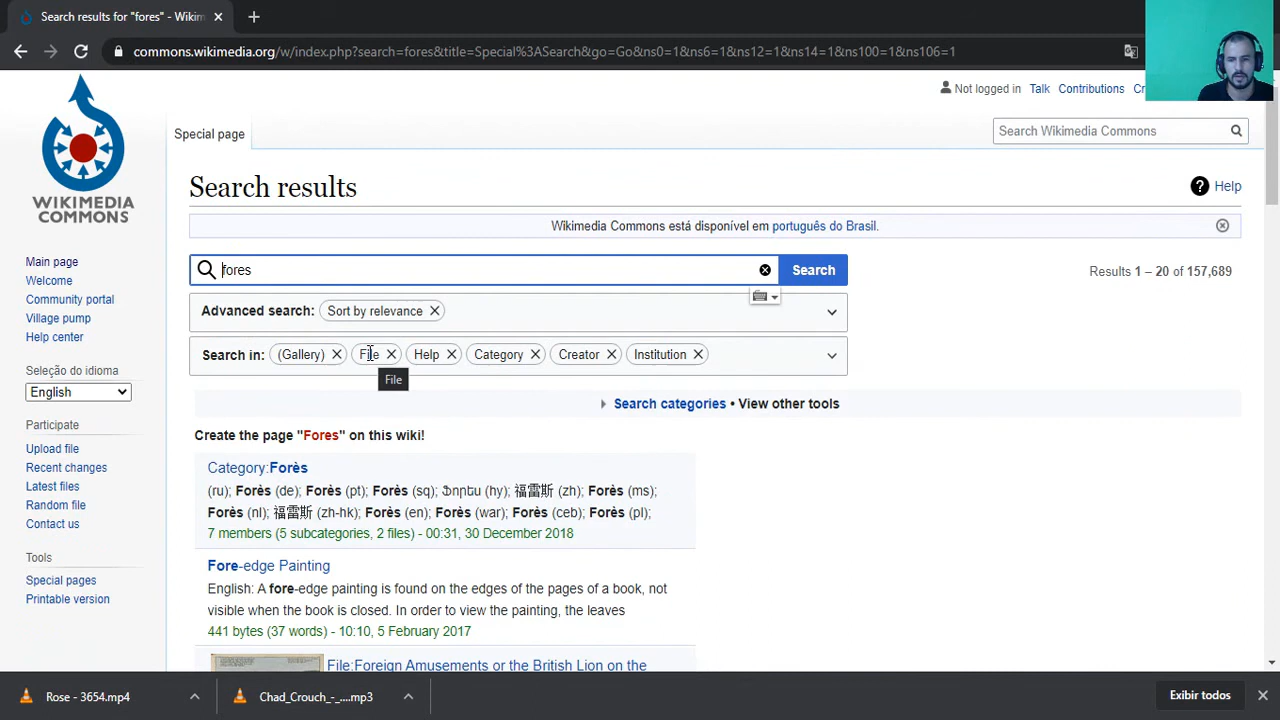 Search results for "fores" - Wikim
commons.wikimedia.org/w/index.php?search=fores&title=Special%3ASearch&go=Go&ns0=1&ns6=1&ns12=1&ns14=1&ns100=1&ns106=1
Not logged in Talk Contributions Cr
Special page
Search Wikimedia Commons
WIKIMEDIA
COMMONS
Search results
Help
Wikimedia Commons está disponível em português do Brasil.
fores
Search
Results 1 – 20 of 157,689
Advanced search: Sort by relevance
Search in: (Gallery) File Help Category Creator Institution
File
Main page
Welcome
Community portal
Village pump
Help center
Seleção do idioma
English
Participate
Upload file
Recent changes
Latest files
Random file
Contact us
Tools
Special pages
Printable version
Search categories • View other tools
Create the page "Fores" on this wiki!
Category:Forès
(ru); Forès (de); Forès (pt); Forès (sq); Ֆորես (hy); 福雷斯 (zh); Forès (ms);
Forès (nl); 福雷斯 (zh-hk); Forès (en); Forès (war); Forès (ceb); Forès (pl);
7 members (5 subcategories, 2 files) - 00:31, 30 December 2018
Fore-edge Painting
English: A fore-edge painting is found on the edges of the pages of a book, not
visible when the book is closed. In order to view the painting, the leaves
441 bytes (37 words) - 10:10, 5 February 2017
File:Foreign Amusements or the British Lion on the
Rose - 3654.mp4
Chad_Crouch_-_....mp3
Exibir todos